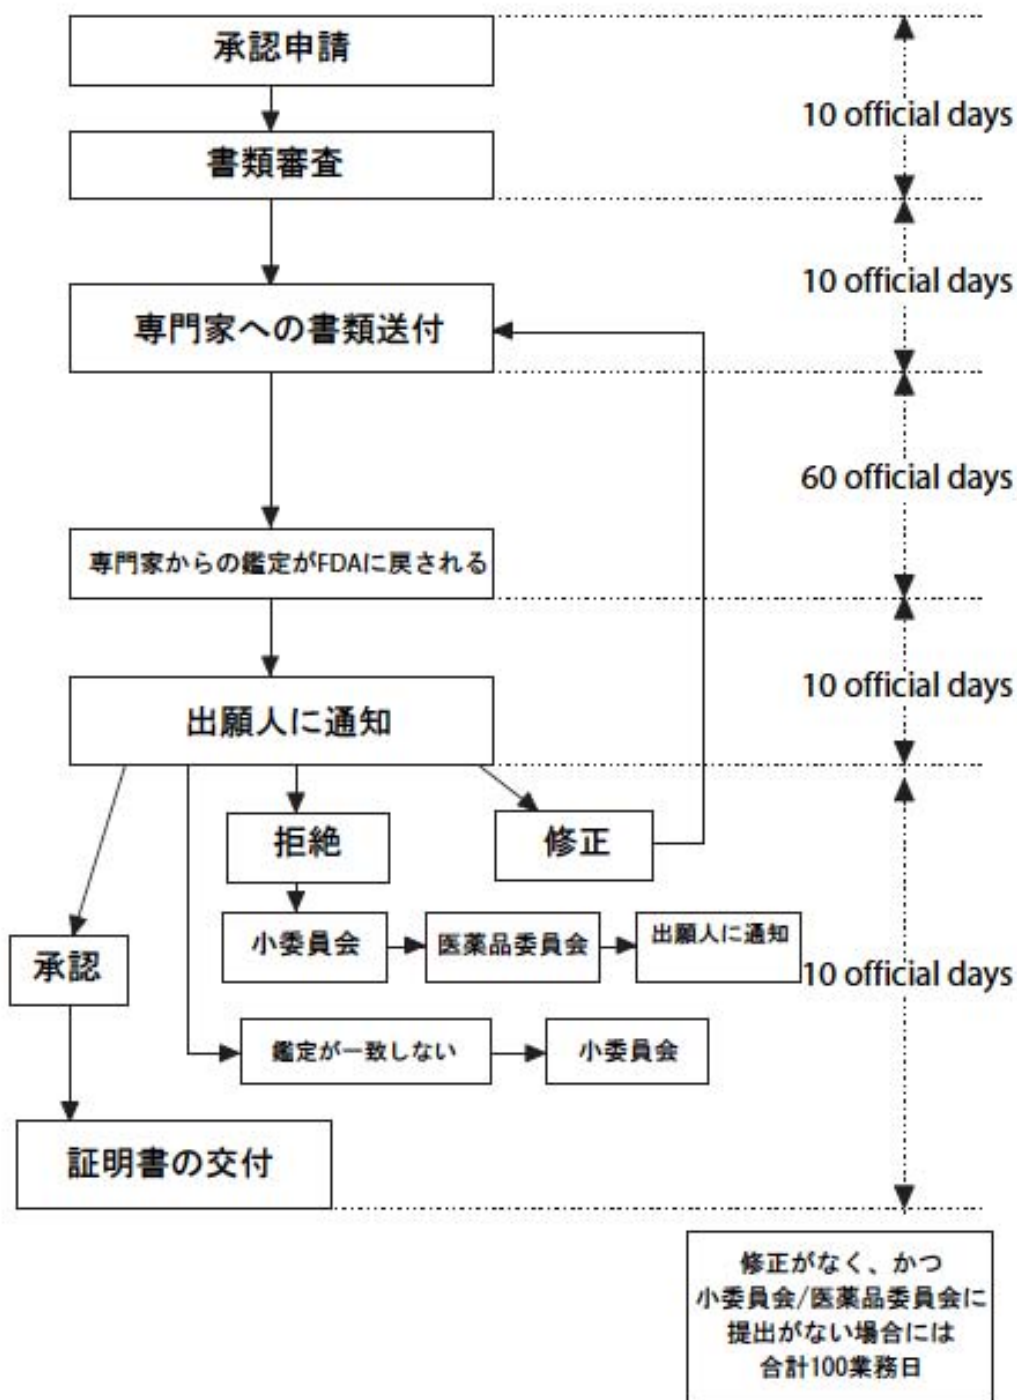 承認申請
10 official days
書類審査
10 official days
専門家への書類送付
60 official days
専門家からの鑑定がFDAに戻される
10 official days
出願人に通知
拒絶
修正
小委員会
医薬品委員会
出願人に通知
承認
10 official days
鑑定が一致しない
小委員会
証明書の交付
修正がなく、かつ
小委員会/医薬品委員会に
提出がない場合には
合計100業務日